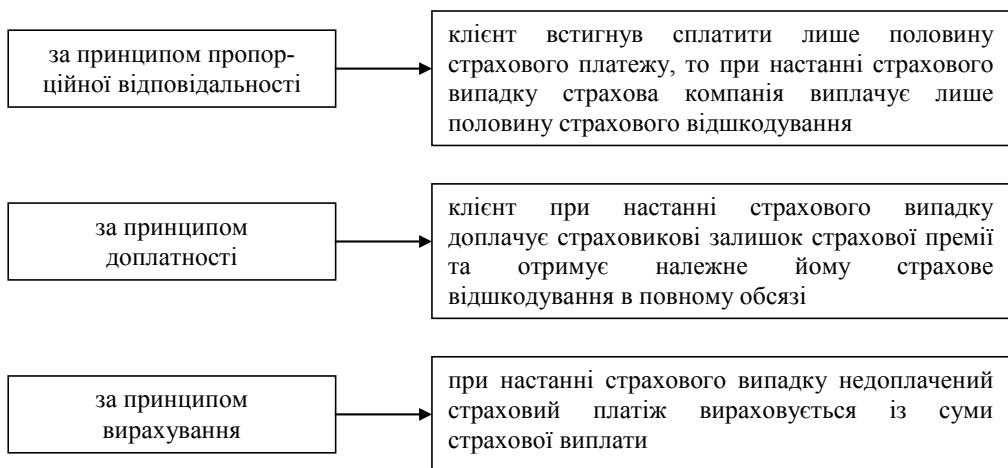 за принципом пропор-
ційної відповідальності
клієнт встигнув сплатити лише половину
страхового платежу, то при настанні страхового
випадку страхова компанія виплачує лише
половину страхового відшкодування
за принципом
доплатності
клієнт при настанні страхового випадку
доплачує страховикові залишок страхової премії
та отримує належне йому страхове
відшкодування в повному обсязі
за принципом
вирахування
при настанні страхового випадку недоплачений
страховий платіж вираховується із суми
страхової виплати